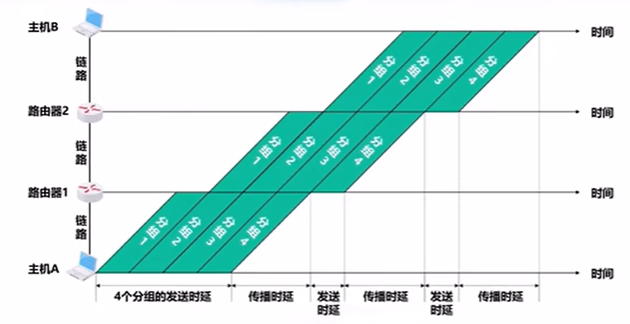 主机B
时间
链路
分组1
分组2
分组3
分组4
路由器2
时间
链路
分组1
分组2
分组3
分组4
路由器1
时间
链路
分组1
分组2
分组3
分组4
主机A
时间
4个分组的发送时延
传播时延
发送
时延
传播时延
发送
时延
传播时延